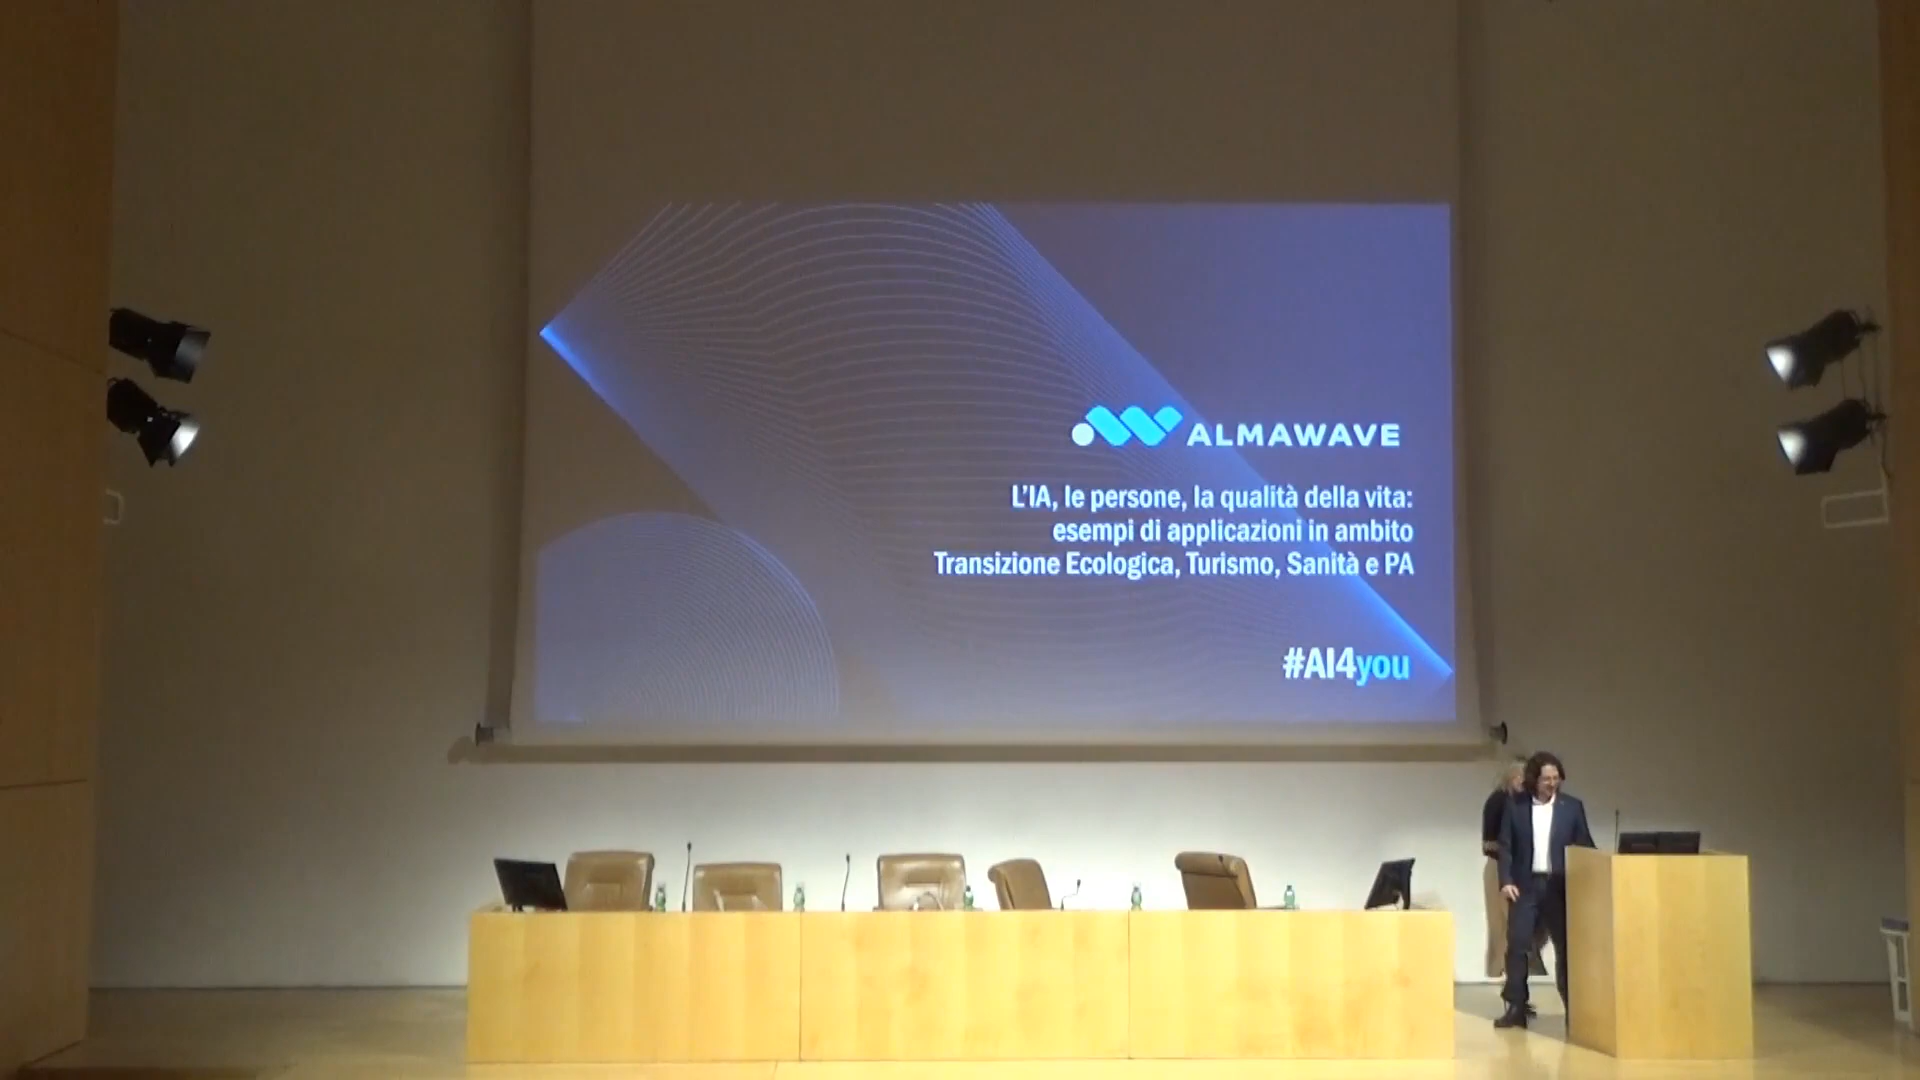 ALMAWAVE
L'IA, le persone, la qualità della vita:
esempi di applicazioni in ambito
Transizione Ecologica, Turismo, Sanità e PA
#AI4you